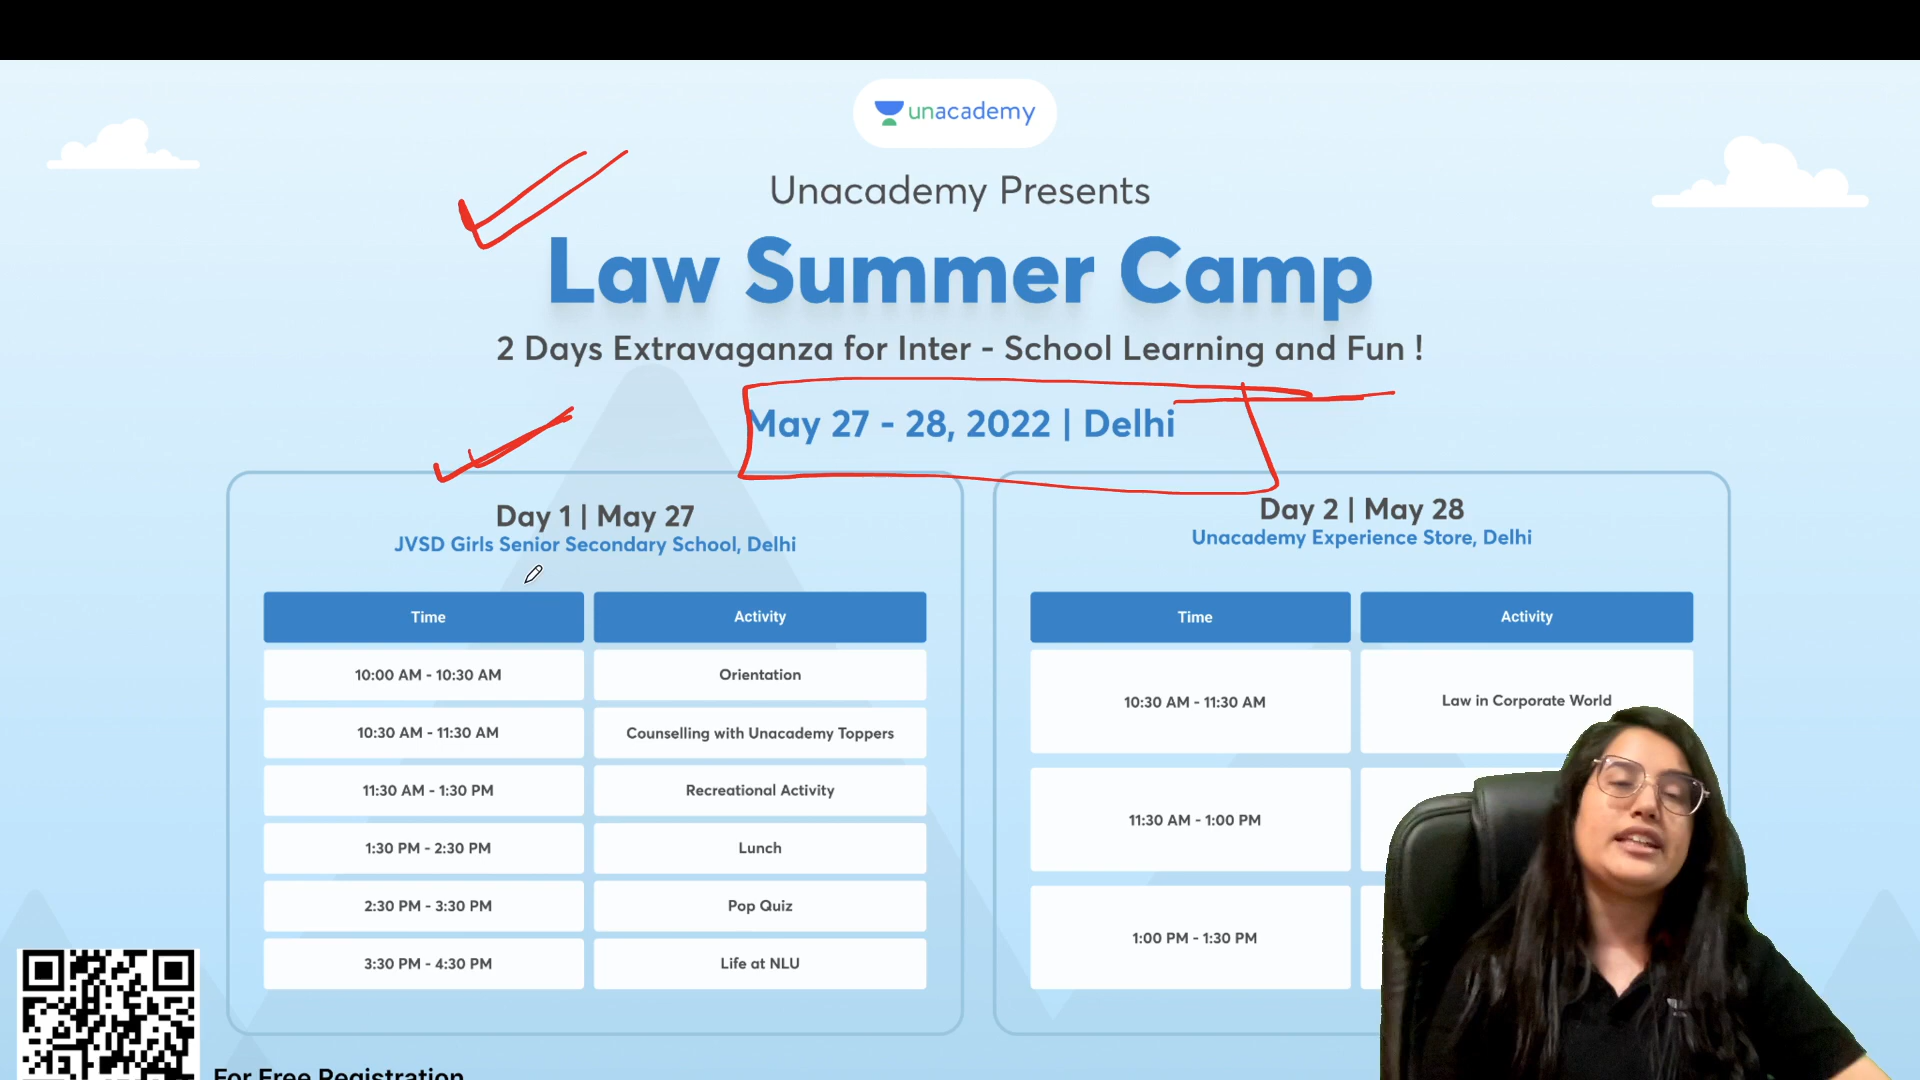 unacademy
Unacademy Presents
Law Summer Camp
2 Days Extravaganza for Inter - School Learning and Fun !
May 27 - 28, 2022 | Delhi
Day 1 | May 27
JVSD Girls Senior Secondary School, Delhi
Time Activity
10:00 AM - 10:30 AM Orientation
10:30 AM - 11:30 AM Counselling with Unacademy Toppers
11:30 AM - 1:30 PM Recreational Activity
1:30 PM - 2:30 PM Lunch
2:30 PM - 3:30 PM Pop Quiz
3:30 PM - 4:30 PM Life at NLU
Day 2 | May 28
Unacademy Experience Store, Delhi
Time Activity
10:30 AM - 11:30 AM Law in Corporate World
11:30 AM - 1:00 PM
1:00 PM - 1:30 PM
For Free Registration